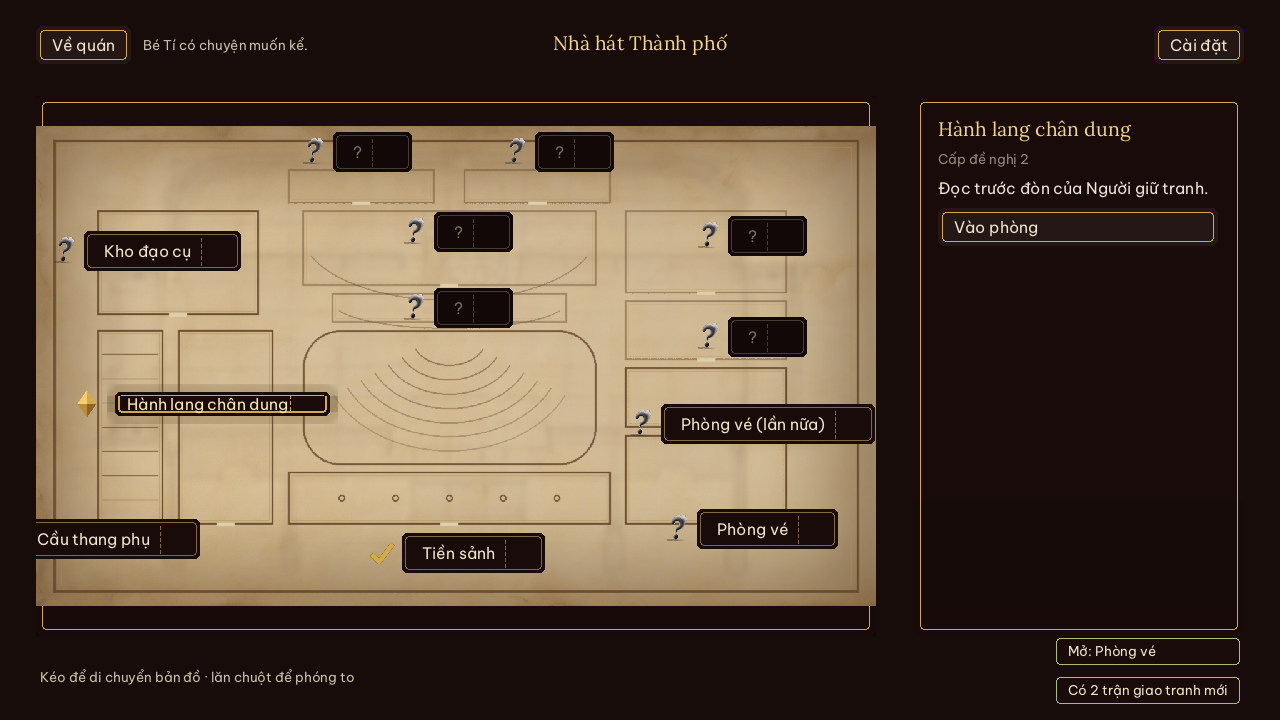 Về quán
Bé Tí có chuyện muốn kể.
Nhà hát Thành phố
Cài đặt
?
?
?
?
Kho đạo cụ
?
?
Hành lang chân dung
Phòng vé (lần nữa)
Cầu thang phụ
Tiền sảnh
Phòng vé
Hành lang chân dung
Cấp đề nghị 2
Đọc trước đòn của Người giữ tranh.
Vào phòng
Mở: Phòng vé
Có 2 trận giao tranh mới
Kéo để di chuyển bản đồ · lăn chuột để phóng to